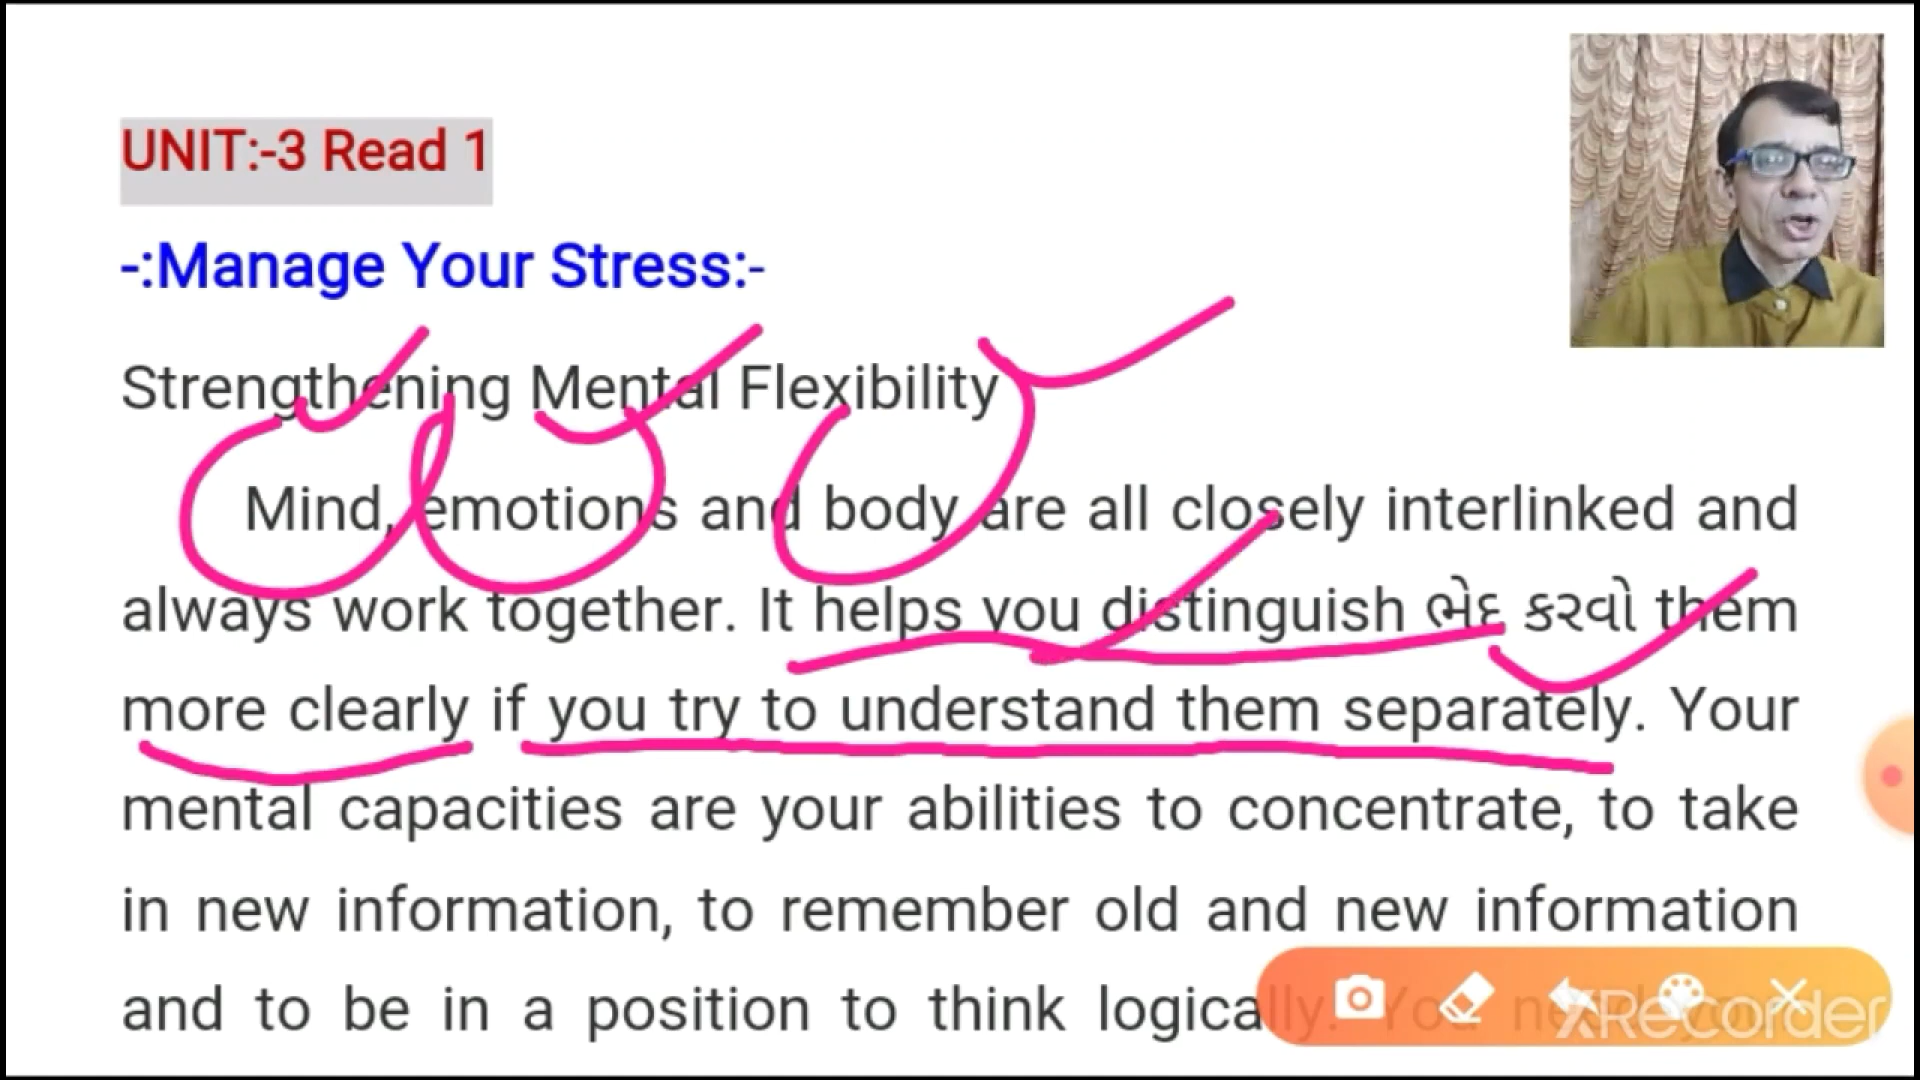 UNIT:-3 Read 1
-:Manage Your Stress:-
Strengthening Mental Flexibility
Mind, emotions and body are all closely interlinked and
always work together. It helps you distinguish ભેદ કરવો them
more clearly if you try to understand them separately. Your
mental capacities are your abilities to concentrate, to take
in new information, to remember old and new information
and to be in a position to think logically. You
XRecorder